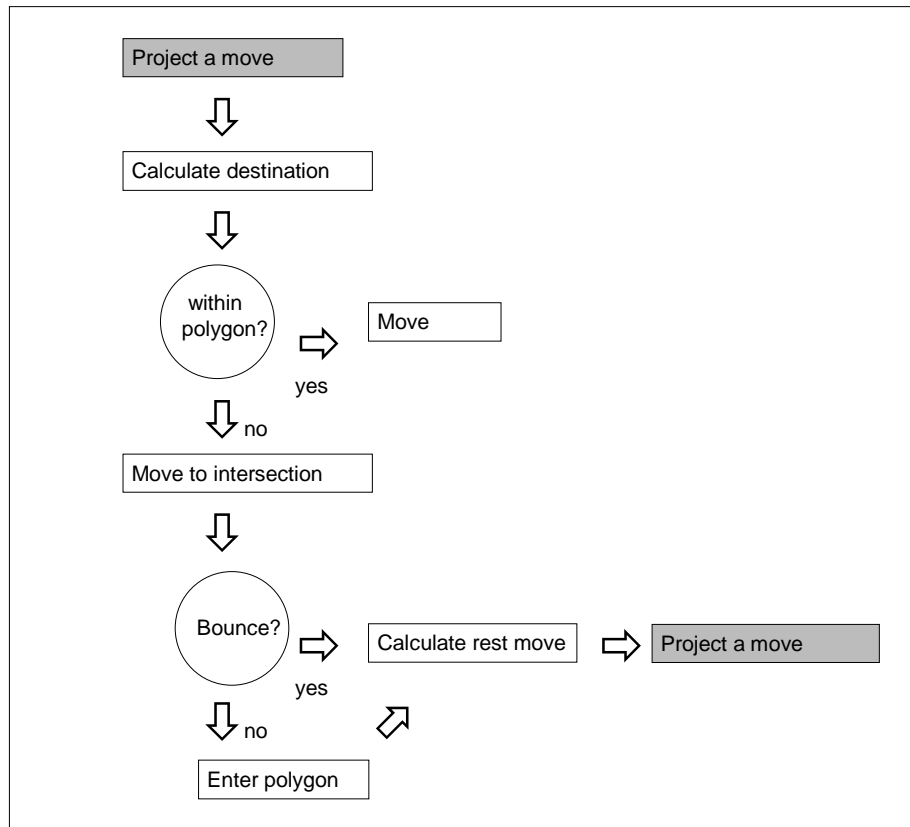 Project a move
Calculate destination
within
polygon?
Move
yes
no
Move to intersection
Bounce?
Calculate rest move
Project a move
yes
no
Enter polygon